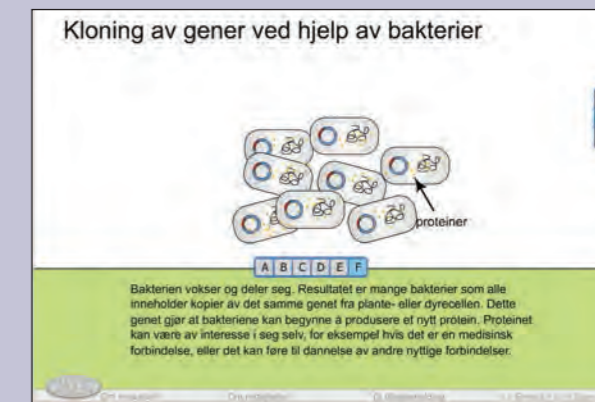 Kloning av gener ved hjelp av bakterier
proteiner
A B C D E F
Bakterien vokser og deler seg. Resultatet er mange bakterier som alle
inneholder kopier av det samme genet fra plante- eller dyrecellen. Dette
genet gjør at bakteriene kan begynne å produsere et nytt protein. Proteinet
kan være av interesse i seg selv, for eksempel hvis det er en medisinsk
forbindelse, eller det kan føre til dannelse av andre nyttige forbindelser.